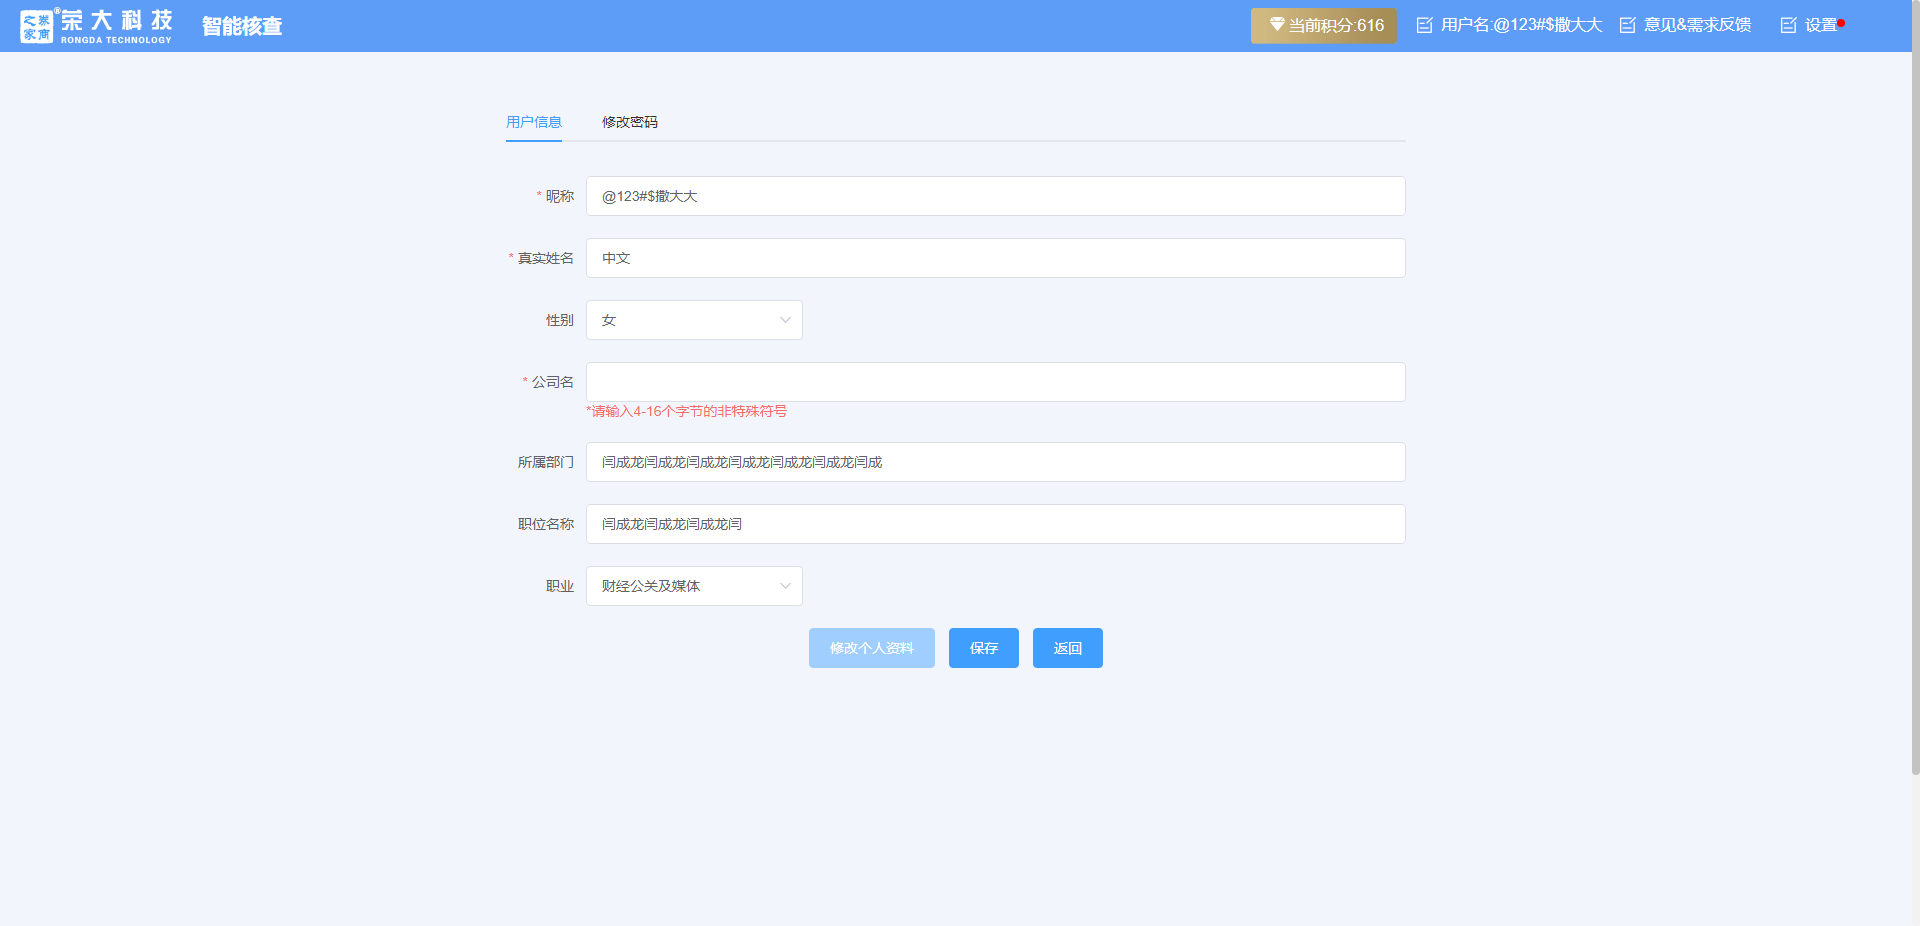 之荣
家商
®
荣大科技
RONGDA TECHNOLOGY
智能核查
当前积分:616
用户名:@123#$撒大大
意见&需求反馈
设置
用户信息
修改密码
* 昵称
@123#$撒大大
* 真实姓名
中文
性别
女
* 公司名
*请输入4-16个字节的非特殊符号
所属部门
闫成龙闫成龙闫成龙闫成龙闫成龙闫成龙闫成
职位名称
闫成龙闫成龙闫成龙闫
职业
财经公关及媒体
修改个人资料
保存
返回